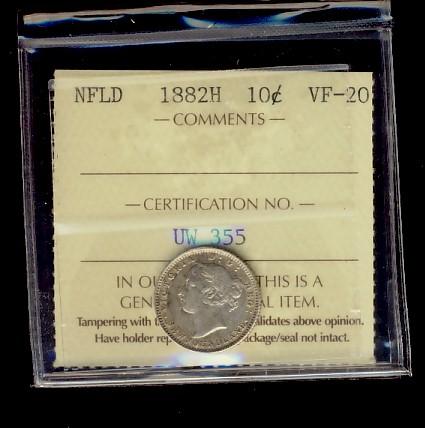 NFLD 1882H 10¢ VF-20
— COMMENTS —
— CERTIFICATION NO. —
UW 355
IN OU THIS IS A
GEN AL ITEM.
Tampering with t alidates above opinion.
Have holder rep ackage/seal not intact.